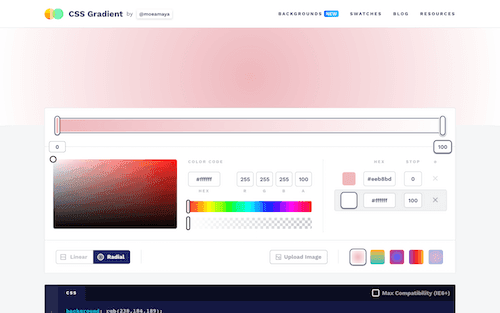 CSS Gradient by @moesmaya
BACKGROUNDS NEW SWATCHES BLOG RESOURCES
0 100
COLOR CODE
HEX STOP
#ffffff 255 255 255 100
HEX R G B A
#eeb8bd 0
#ffffff 100
Linear Radial Upload Image
css Max Compatibility (IE6+)
background: rgb(238,184,189);